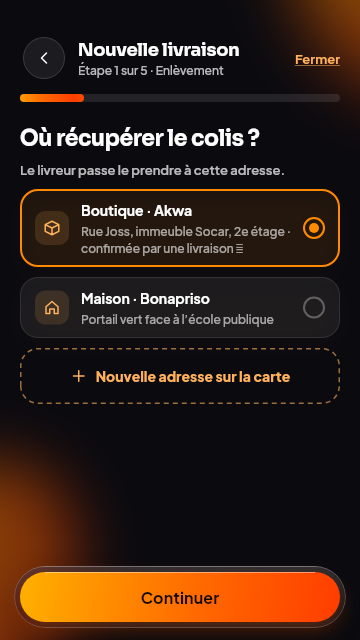 Nouvelle livraison
Étape 1 sur 5 · Enlèvement
Fermer
Où récupérer le colis ?
Le livreur passe le prendre à cette adresse.
Boutique · Akwa
Rue Joss, immeuble Socar, 2e étage ·
confirmée par une livraison
Maison · Bonapriso
Portail vert face à l'école publique
Nouvelle adresse sur la carte
Continuer